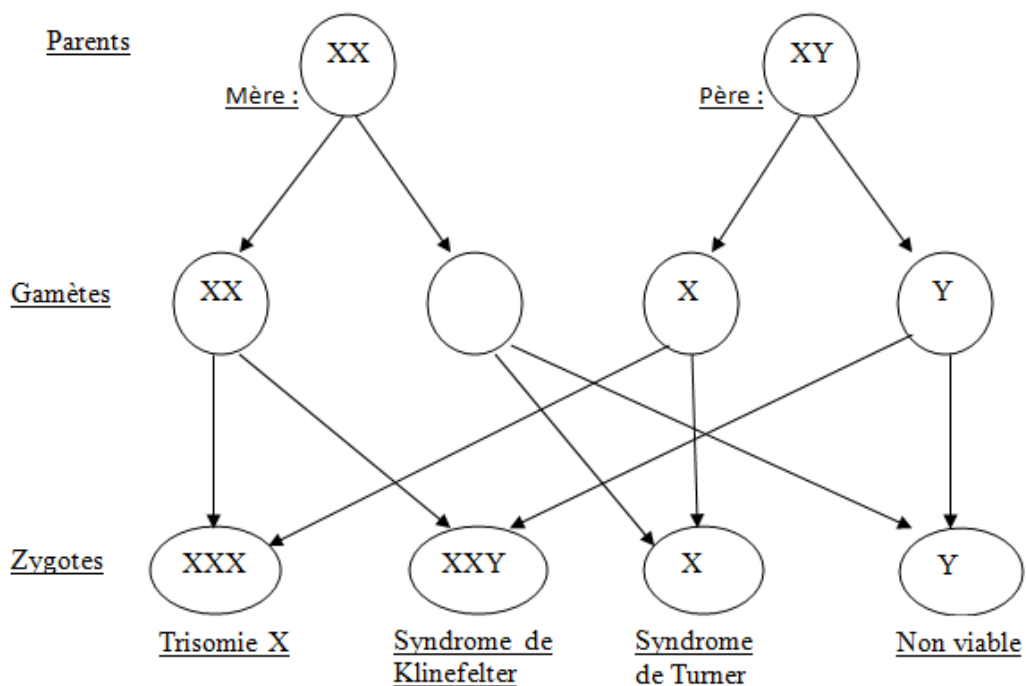 Parents
XX
XY
Mère :
Père :
Gamètes
XX
X
Y
Zygotes
XXX
XXY
X
Y
Trisomie X
Syndrome de
Klinefelter
Syndrome
de Turner
Non viable